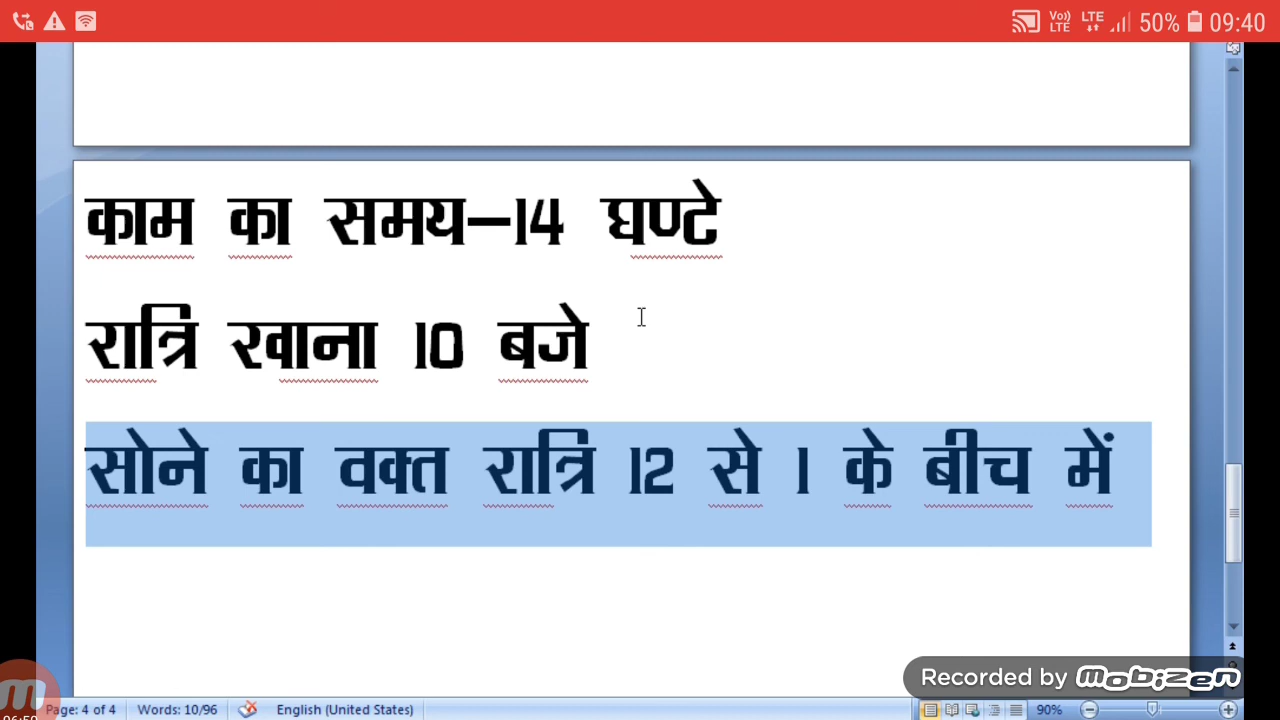 LTE 50% 09:40
काम का समय-14 घण्टे
रात्रि खाना 10 बजे
सोने का वक्त रात्रि 12 से 1 के बीच में
Recorded by mobizen
Page: 4 of 4 Words: 10/96 English (United States) 90%